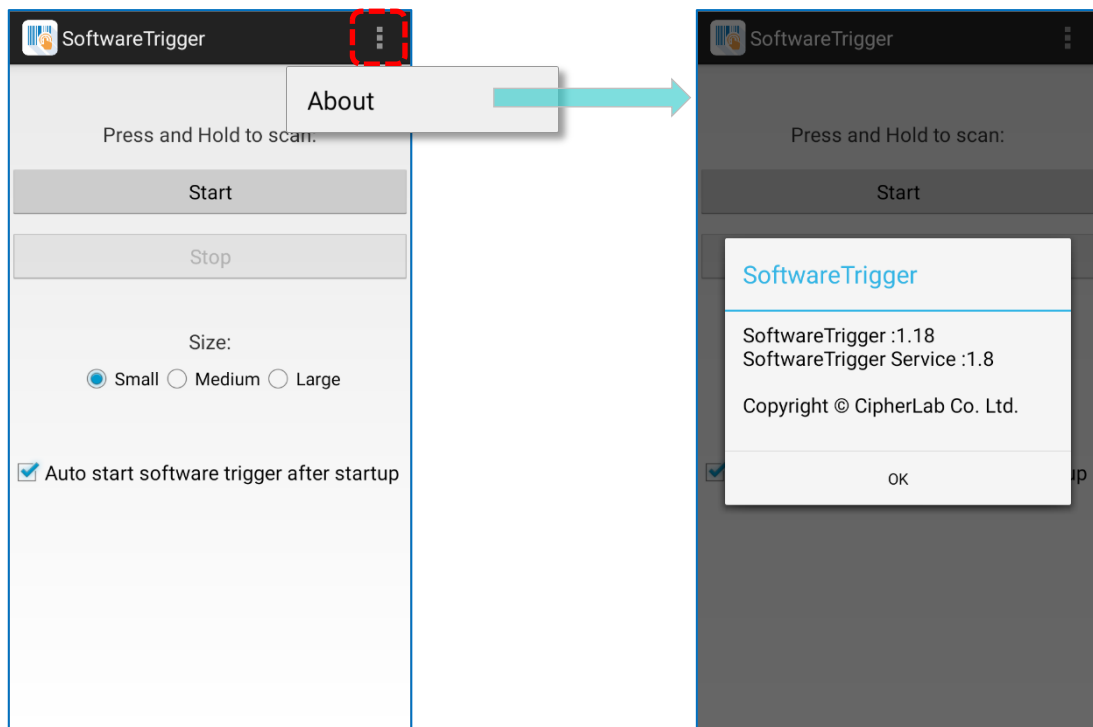 SoftwareTrigger
About
Press and Hold to scan:
Start
Stop
Size:
Small Medium Large
Auto start software trigger after startup
SoftwareTrigger
Press and Hold to scan:
Start
SoftwareTrigger
SoftwareTrigger :1.18
SoftwareTrigger Service :1.8
Copyright © CipherLab Co. Ltd.
OK
up